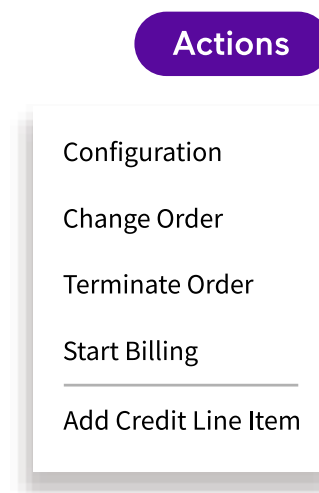 Actions
Configuration
Change Order
Terminate Order
Start Billing
Add Credit Line Item